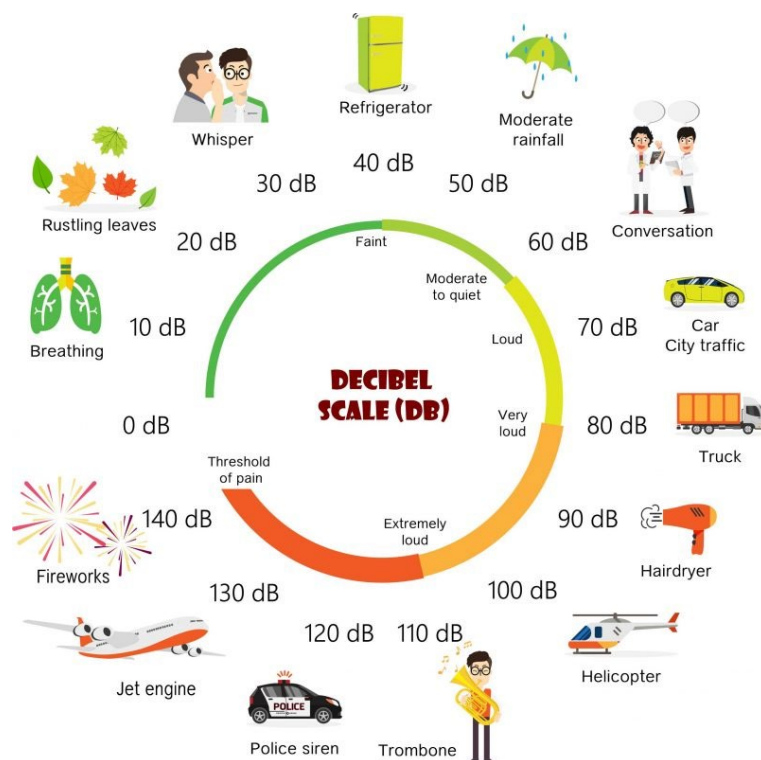 Refrigerator
Whisper
Moderate
rainfall
40 dB
30 dB
50 dB
Rustling leaves
20 dB
Faint
60 dB
Conversation
Moderate
to quiet
10 dB
70 dB
Car
City traffic
Breathing
Loud
DECIBEL
SCALE (DB)
0 dB
Very
loud
80 dB
Truck
Threshold
of pain
140 dB
Extremely
loud
90 dB
Fireworks
Hairdryer
130 dB
100 dB
120 dB
110 dB
Jet engine
Helicopter
POLICE
Police siren
Trombone